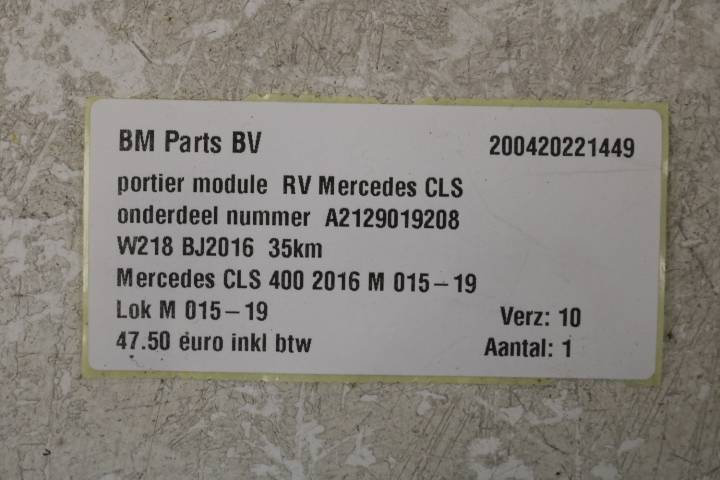 BM Parts BV 200420221449
portier module RV Mercedes CLS
onderdeel nummer A2129019208
W218 BJ2016 35km
Mercedes CLS 400 2016 M 015-19
Lok M 015-19 Verz: 10
47.50 euro inkl btw Aantal: 1